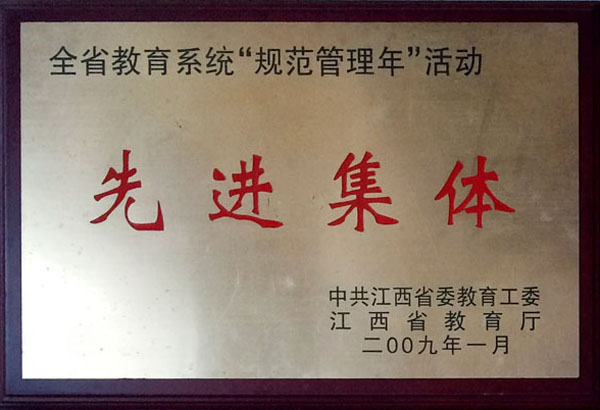 全省教育系统“规范管理年”活动
先进集体
中共江西省委教育工委
江西省教育厅
二00九年一月